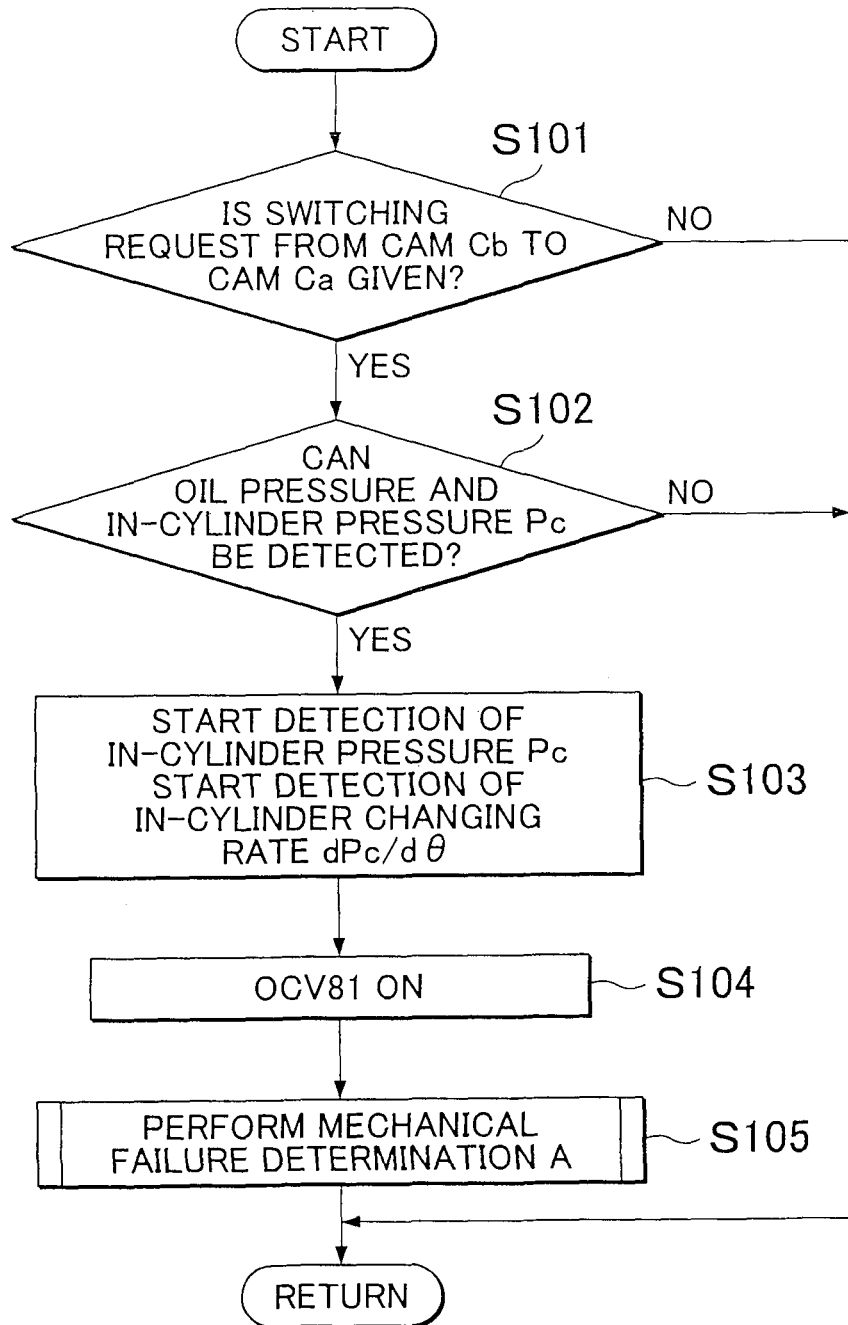 START
S101
IS SWITCHING
REQUEST FROM CAM Cb TO
CAM Ca GIVEN?
NO
YES
S102
CAN
OIL PRESSURE AND
IN-CYLINDER PRESSURE Pc
BE DETECTED?
NO
YES
START DETECTION OF
IN-CYLINDER PRESSURE Pc
START DETECTION OF
IN-CYLINDER CHANGING
RATE dPc/d θ
S103
OCV81 ON
S104
PERFORM MECHANICAL
FAILURE DETERMINATION A
S105
RETURN